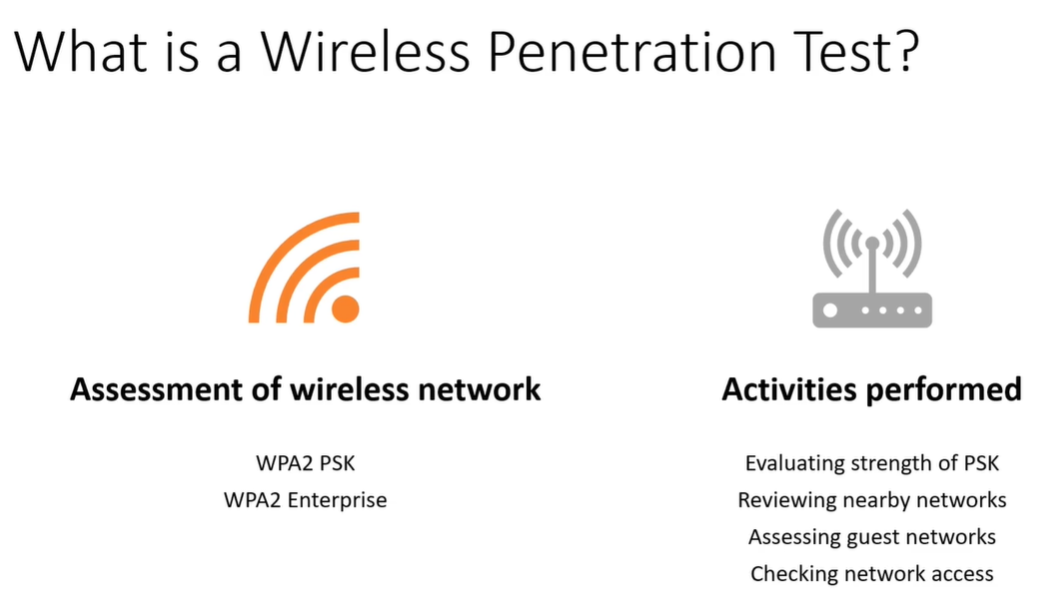 What is a Wireless Penetration Test?
Assessment of wireless network
WPA2 PSK
WPA2 Enterprise
Activities performed
Evaluating strength of PSK
Reviewing nearby networks
Assessing guest networks
Checking network access